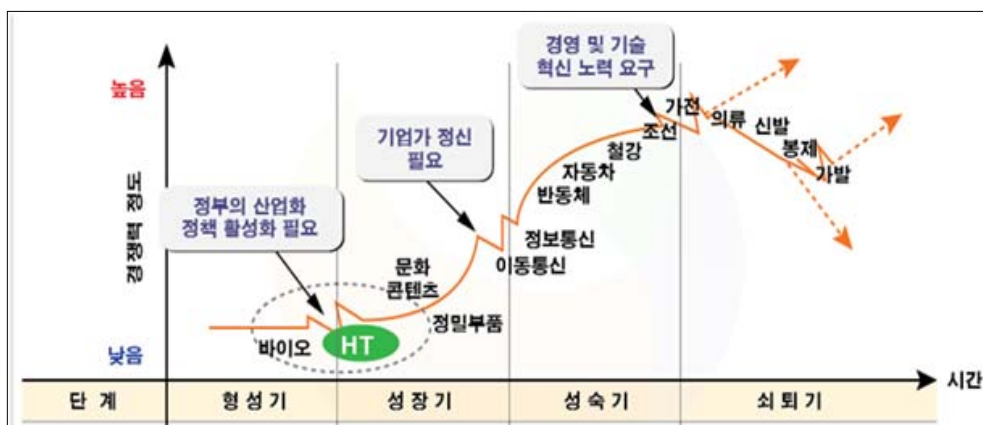 경영 및 기술
혁신 노력 요구
높음
가전
의류
신발
조선
기업가 정신
필요
철강
봉제
자동차
가발
반동체
경쟁력 정도
정부의 산업화
정책 활성화 필요
정보통신
이동통신
문화
콘텐츠
정밀부품
바이오
HT
낮음
시간
단 계
형 성 기
성 장 기
성 숙 기
쇠 퇴 기